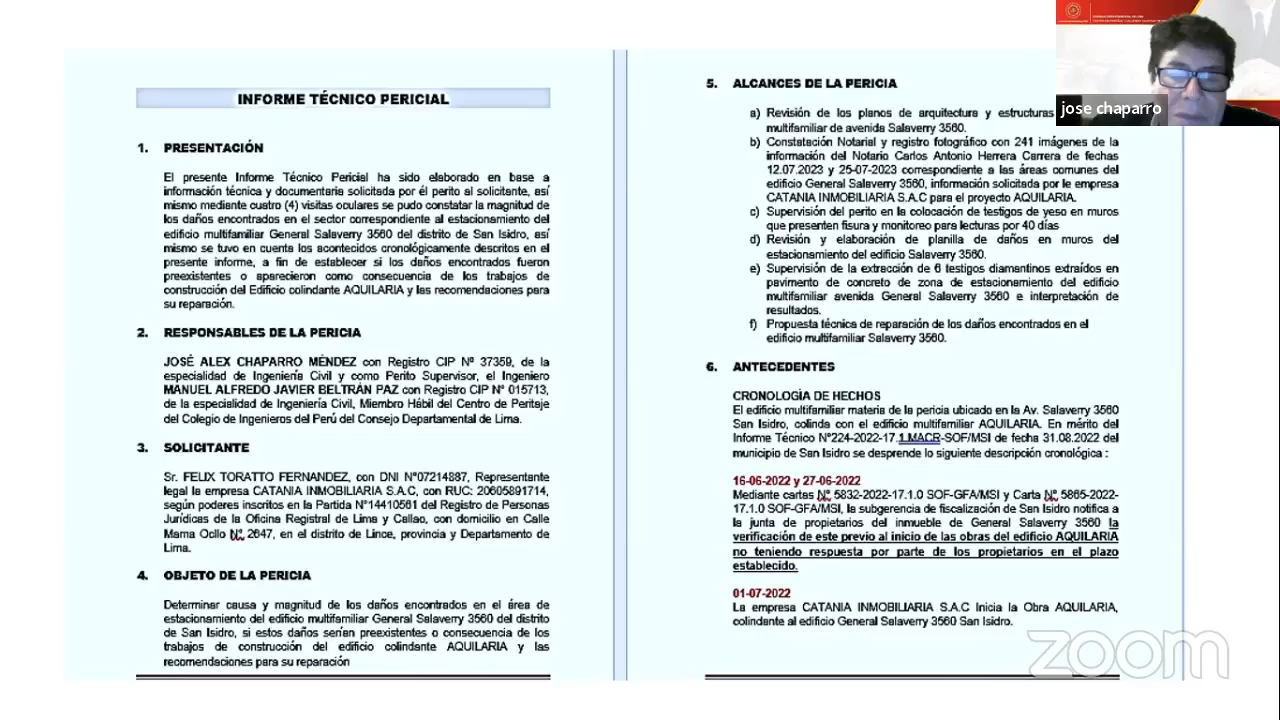 INFORME TÉCNICO PERICIAL
1. PRESENTACIÓN
El presente Informe Técnico Pericial ha sido elaborado en base a
información técnica y documentaria solicitada por él perito al solicitante, así
mismo mediante cuatro (4) visitas oculares se pudo constatar la magnitud de
los daños encontrados en el sector correspondiente al estacionamiento del
edificio multifamiliar General Salaverry 3560 del distrito de San Isidro, así
mismo se tuvo en cuenta los acontecidos cronológicamente descritos en el
presente informe, a fin de establecer si los daños encontrados fueron
preexistentes o aparecieron como consecuencia de los trabajos de
construcción del Edificio colindante AQUILARIA y las recomendaciones para
su reparación.
2. RESPONSABLES DE LA PERICIA
JOSÉ ALEX CHAPARRO MÉNDEZ con Registro CIP Nº 37359, de la
especialidad de Ingeniería Civil y como Perito Supervisor, el Ingeniero
MANUEL ALFREDO JAVIER BELTRÁN PAZ con Registro CIP N° 015713,
de la especialidad de Ingeniería Civil, Miembro Hábil del Centro de Peritaje
del Colegio de Ingenieros del Perú del Consejo Departamental de Lima.
3. SOLICITANTE
Sr. FELIX TORATTO FERNANDEZ, con DNI N°07214887, Representante
legal la empresa CATANIA INMOBILIARIA S.A.C, con RUC: 20605891714,
según poderes inscritos en la Partida N°14410561 del Registro de Personas
Jurídicas de la Oficina Registral de Lima y Callao, con domicilio en Calle
Mama Ocllo Nº 2647, en el distrito de Lince, provincia y Departamento de
Lima.
4. OBJETO DE LA PERICIA
Determinar causa y magnitud de los daños encontrados en el área de
estacionamiento del edificio multifamiliar General Salaverry 3560 del distrito
de San Isidro, si estos daños serían preexistentes o consecuencia de los
trabajos de construcción del edificio colindante AQUILARIA y las
recomendaciones para su reparación
5. ALCANCES DE LA PERICIA
a) Revisión de los planos de arquitectura y estructuras
multifamiliar de avenida Salaverry 3560.
b) Constatación Notarial y registro fotográfico con 241 imágenes de la
información del Notario Carlos Antonio Herrera Carrera de fechas
12.07.2023 y 25-07-2023 correspondiente a las áreas comunes del
edificio General Salaverry 3560, información solicitada por le empresa
CATANIA INMOBILIARIA S.A.C para el proyecto AQUILARIA.
c) Supervisión del perito en la colocación de testigos de yeso en muros
que presenten fisura y monitoreo para lecturas por 40 días
d) Revisión y elaboración de planilla de daños en muros del
estacionamiento del edificio Salaverry 3560.
e) Supervisión de la extracción de 6 testigos diamantinos extraídos en
pavimento de concreto de zona de estacionamiento del edificio
multifamiliar avenida General Salaverry 3560 e interpretación de
resultados.
f) Propuesta técnica de reparación de los daños encontrados en el
edificio multifamiliar Salaverry 3560.
6. ANTECEDENTES
CRONOLOGÍA DE HECHOS
El edificio multifamiliar materia de la pericia ubicado en la Av. Salaverry 3560
San Isidro, colinda con el edificio multifamiliar AQUILARIA. En mérito del
Informe Técnico N°224-2022-17.1.MACR-SOF/MSI de fecha 31.08.2022 del
municipio de San Isidro se desprende lo siguiente descripción cronológica :
16-06-2022 y 27-06-2022
Mediante cartas Nº 5832-2022-17.1.0 SOF-GFA/MSI y Carta Nº 5865-2022-
17.1.0 SOF-GFA/MSI, la subgerencia de fiscalización de San Isidro notifica a
la junta de propietarios del inmueble de General Salaverry 3560 la
verificación de este previo al inicio de las obras del edificio AQUILARIA
no teniendo respuesta por parte de los propietarios en el plazo
establecido.
01-07-2022
La empresa CATANIA INMOBILIARIA S.A.C Inicia la Obra AQUILARIA,
colindante al edificio General Salaverry 3560 San Isidro.
jose chaparro
zoom